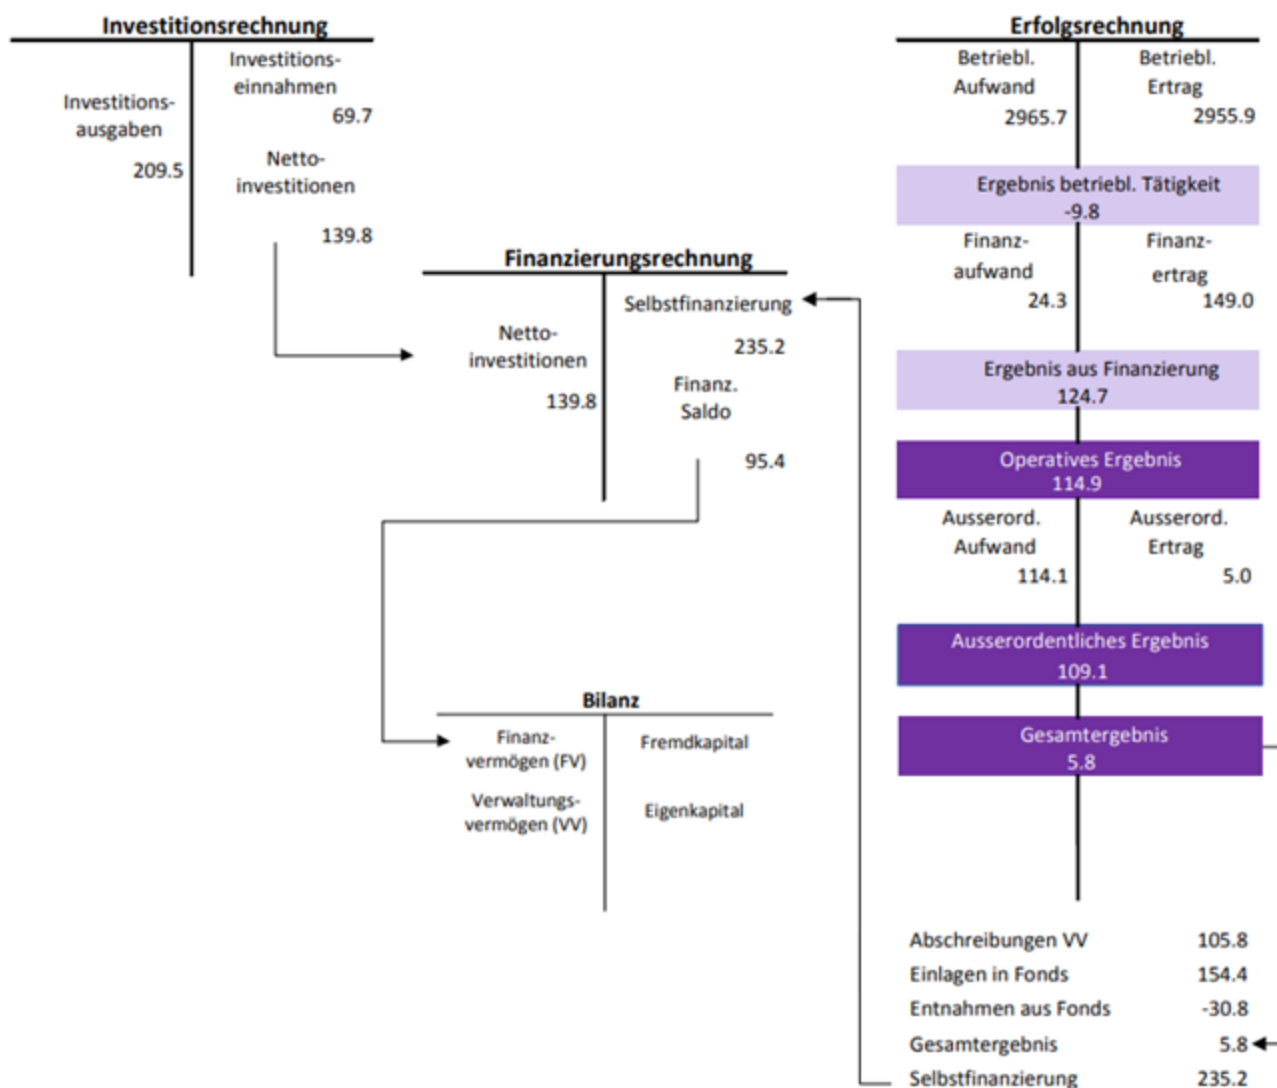 Investitionsrechnung
Investitions-
einnahmen
69.7
Investitions-
ausgaben
209.5
Netto-
investitionen
139.8
Finanzierungsrechnung
Selbstfinanzierung
235.2
Netto-
investitionen
139.8
Finanz.
Saldo
95.4
Bilanz
Finanz-
vermögen (FV)
Fremdkapital
Verwaltungs-
vermögen (VV)
Eigenkapital
Erfolgsrechnung
Betriebl.
Aufwand
2965.7
Betriebl.
Ertrag
2955.9
Ergebnis betriebl. Tätigkeit
-9.8
Finanz-
aufwand
24.3
Finanz-
ertrag
149.0
Ergebnis aus Finanzierung
124.7
Operatives Ergebnis
114.9
Ausserord.
Aufwand
114.1
Ausserord.
Ertrag
5.0
Ausserordentliches Ergebnis
109.1
Gesamtergebnis
5.8
Abschreibungen VV 105.8
Einlagen in Fonds 154.4
Entnahmen aus Fonds -30.8
Gesamtergebnis 5.8
Selbstfinanzierung 235.2